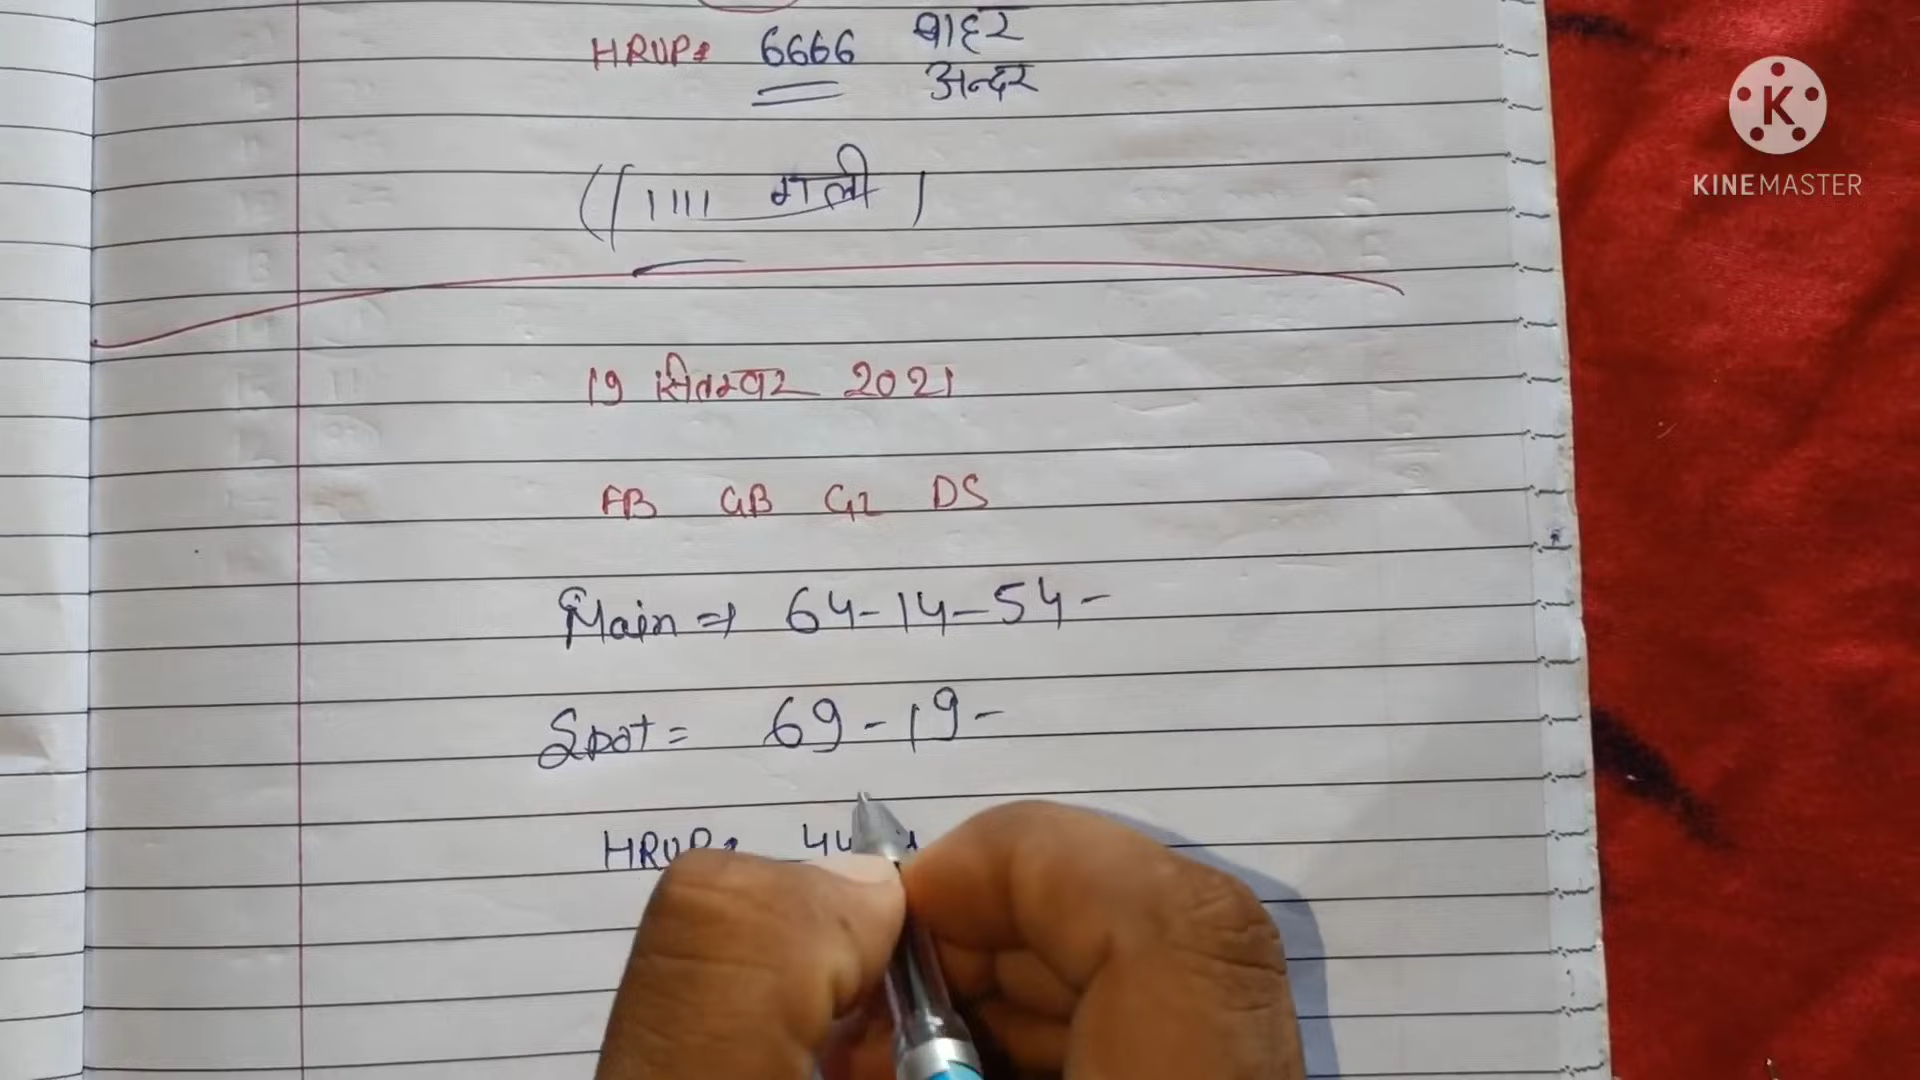 HRUP: 6666 बाहर
अन्दर
1111 गली
19 सितम्बर 2021
FB GB G2 DS
Main ⇒ 64-14-54-
Spot = 69-19-
HRUP:
K
KINEMASTER